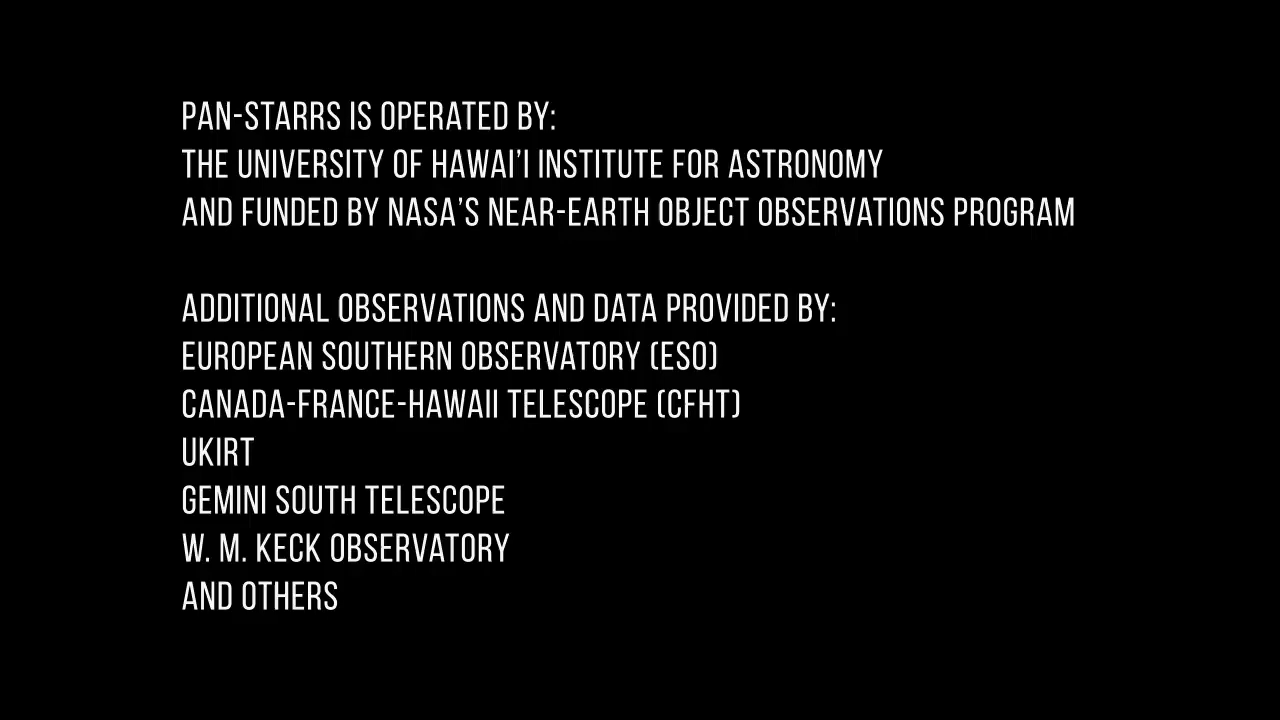 PAN-STARRS IS OPERATED BY:
THE UNIVERSITY OF HAWAI’I INSTITUTE FOR ASTRONOMY
AND FUNDED BY NASA’S NEAR-EARTH OBJECT OBSERVATIONS PROGRAM
ADDITIONAL OBSERVATIONS AND DATA PROVIDED BY:
EUROPEAN SOUTHERN OBSERVATORY (ESO)
CANADA-FRANCE-HAWAII TELESCOPE (CFHT)
UKIRT
GEMINI SOUTH TELESCOPE
W. M. KECK OBSERVATORY
AND OTHERS